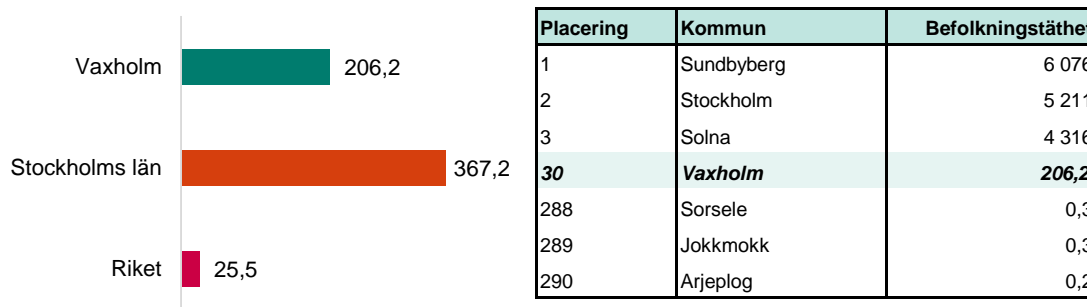 Vaxholm 206,2
Stockholms län 367,2
Riket 25,5
Placering Kommun Befolkningstäthet
1 Sundbyberg 6 076
2 Stockholm 5 211
3 Solna 4 316
30 Vaxholm 206,2
288 Sorsele 0,3
289 Jokkmokk 0,3
290 Arjeplog 0,2